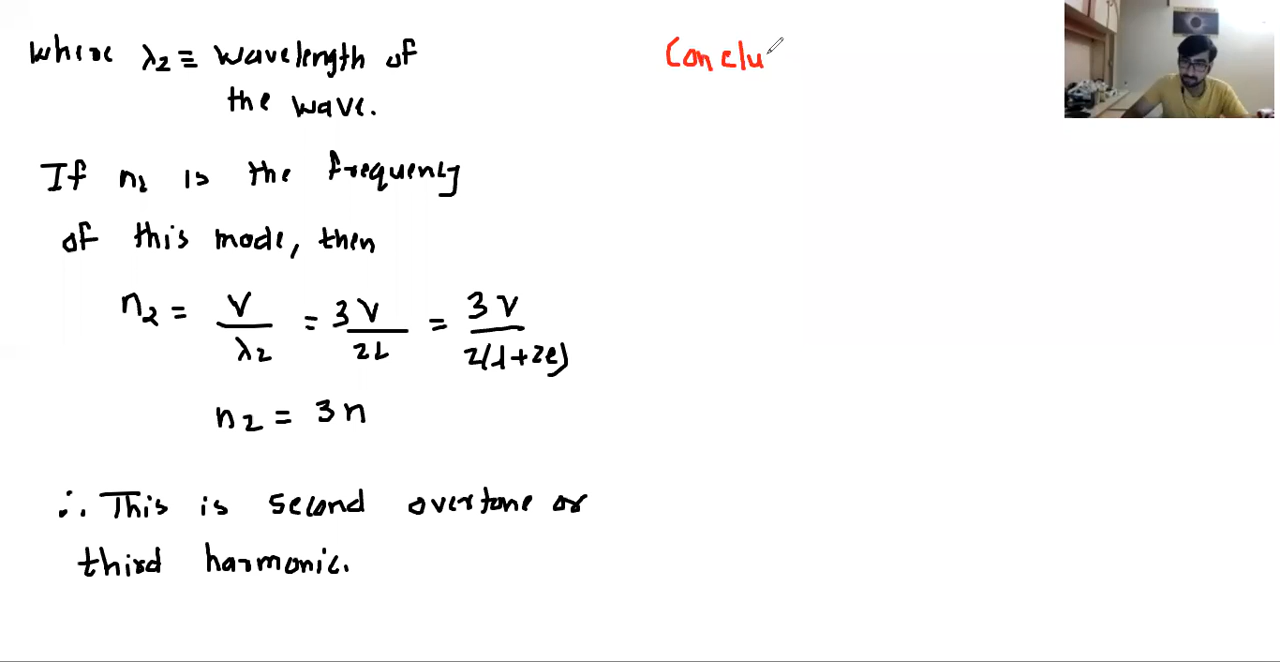 where λ2 ≡ wavelength of
the wave.
If n2 is the frequency
of this mode, then
n2 = V/λ2 = 3V/2L = 3V/2(l+2e)
n2 = 3n
∴ This is second overtone or
third harmonic.
Conclu